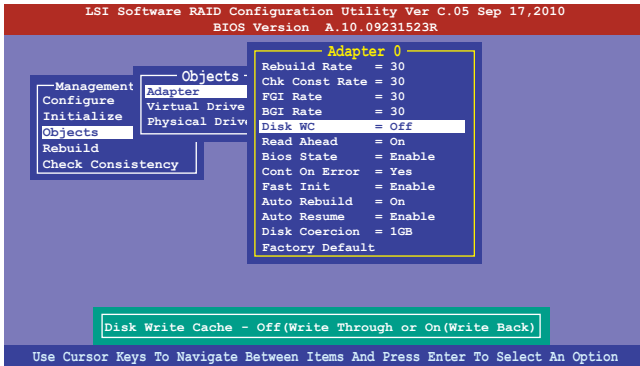 LSI Software RAID Configuration Utility Ver C.05 Sep 17,2010
BIOS Version A.10.09231523R
Management
Configure
Initialize
Objects
Rebuild
Check Consistency
Objects
Adapter
Virtual Drive
Physical Driv
Adapter 0
Rebuild Rate = 30
Chk Const Rate = 30
FGI Rate = 30
BGI Rate = 30
Disk WC = Off
Read Ahead = On
Bios State = Enable
Cont On Error = Yes
Fast Init = Enable
Auto Rebuild = On
Auto Resume = Enable
Disk Coercion = 1GB
Factory Default
Disk Write Cache - Off(Write Through or On(Write Back)
Use Cursor Keys To Navigate Between Items And Press Enter To Select An Option